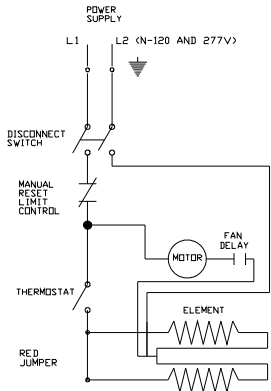 POWER
SUPPLY
L1
L2 (N-120 AND 277V)
DISCONNECT
SWITCH
MANUAL
RESET
LIMIT
CONTROL
FAN
DELAY
MOTOR
THERMOSTAT
ELEMENT
RED
JUMPER